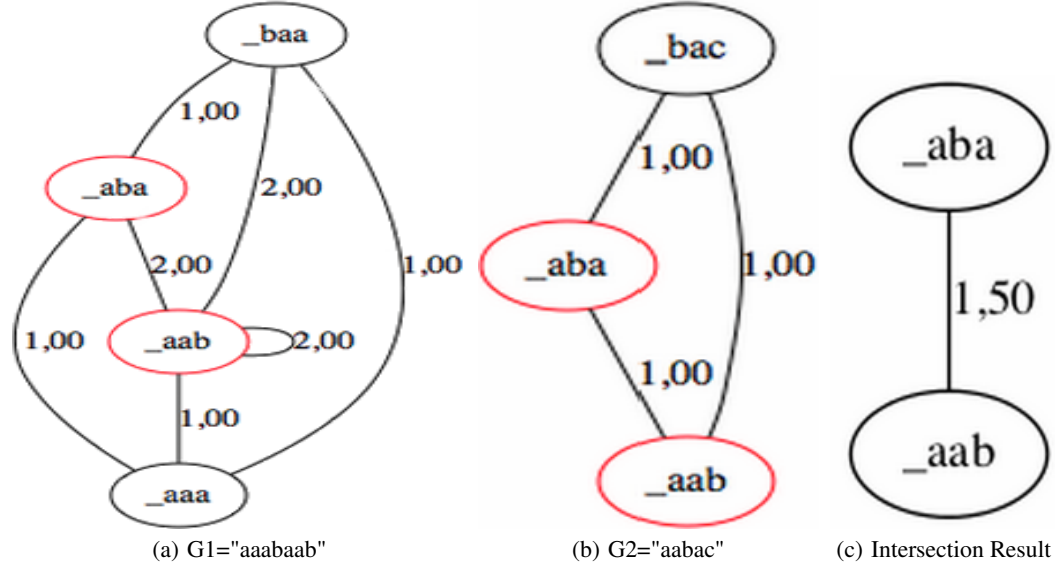 _baa
1,00
_aba
2,00
2,00
1,00
1,00
_aab
2,00
1,00
_aaa
(a) G1="aaabaab"
_bac
1,00
_aba
1,00
1,00
_aab
(b) G2="aabac"
_aba
1,50
_aab
(c) Intersection Result